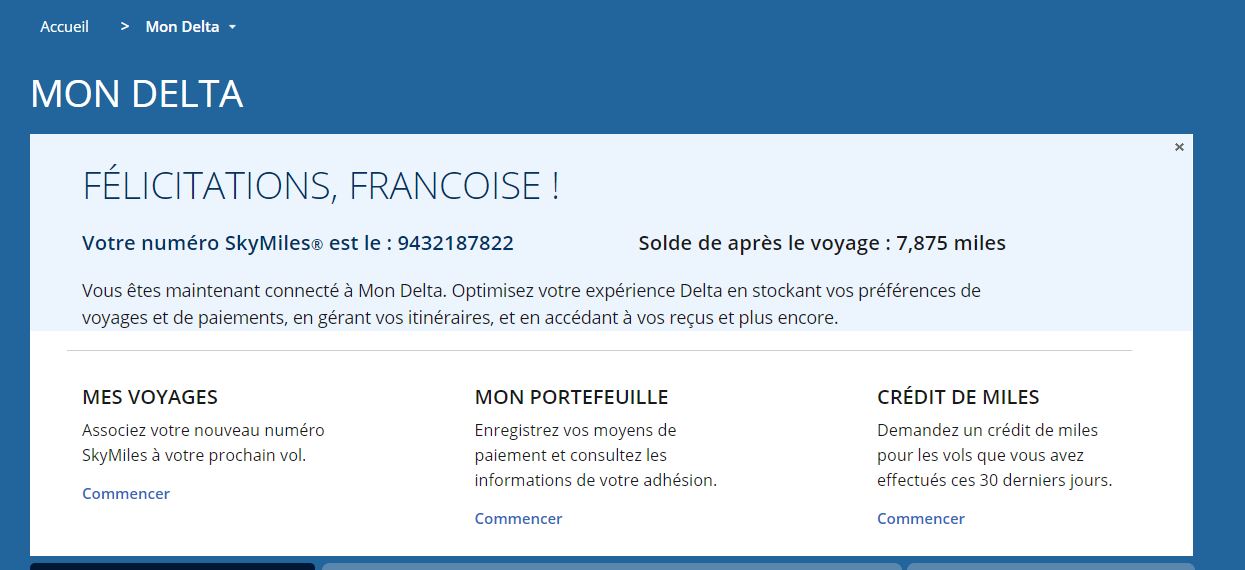 Accueil > Mon Delta
MON DELTA
×
FÉLICITATIONS, FRANCOISE !
Votre numéro SkyMiles® est le : 9432187822 Solde de après le voyage : 7,875 miles
Vous êtes maintenant connecté à Mon Delta. Optimisez votre expérience Delta en stockant vos préférences de
voyages et de paiements, en gérant vos itinéraires, et en accédant à vos reçus et plus encore.
MES VOYAGES
Associez votre nouveau numéro
SkyMiles à votre prochain vol.
Commencer
MON PORTEFEUILLE
Enregistrez vos moyens de
paiement et consultez les
informations de votre adhésion.
Commencer
CRÉDIT DE MILES
Demandez un crédit de miles
pour les vols que vous avez
effectués ces 30 derniers jours.
Commencer